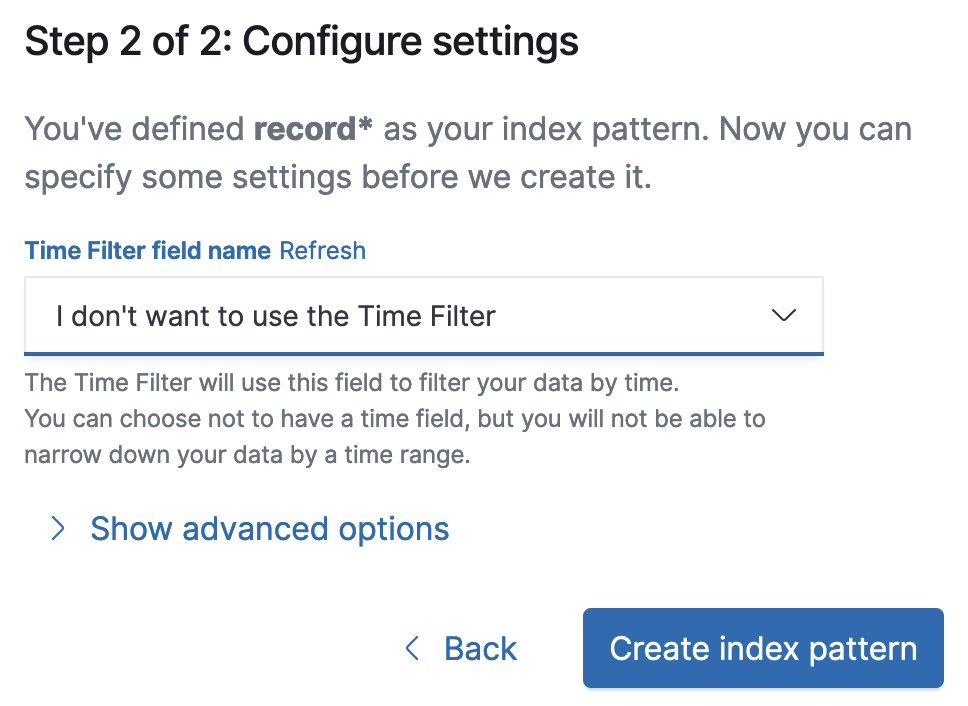 Step 2 of 2: Configure settings
You've defined record* as your index pattern. Now you can
specify some settings before we create it.
Time Filter field name Refresh
I don't want to use the Time Filter
The Time Filter will use this field to filter your data by time.
You can choose not to have a time field, but you will not be able to
narrow down your data by a time range.
Show advanced options
Back
Create index pattern